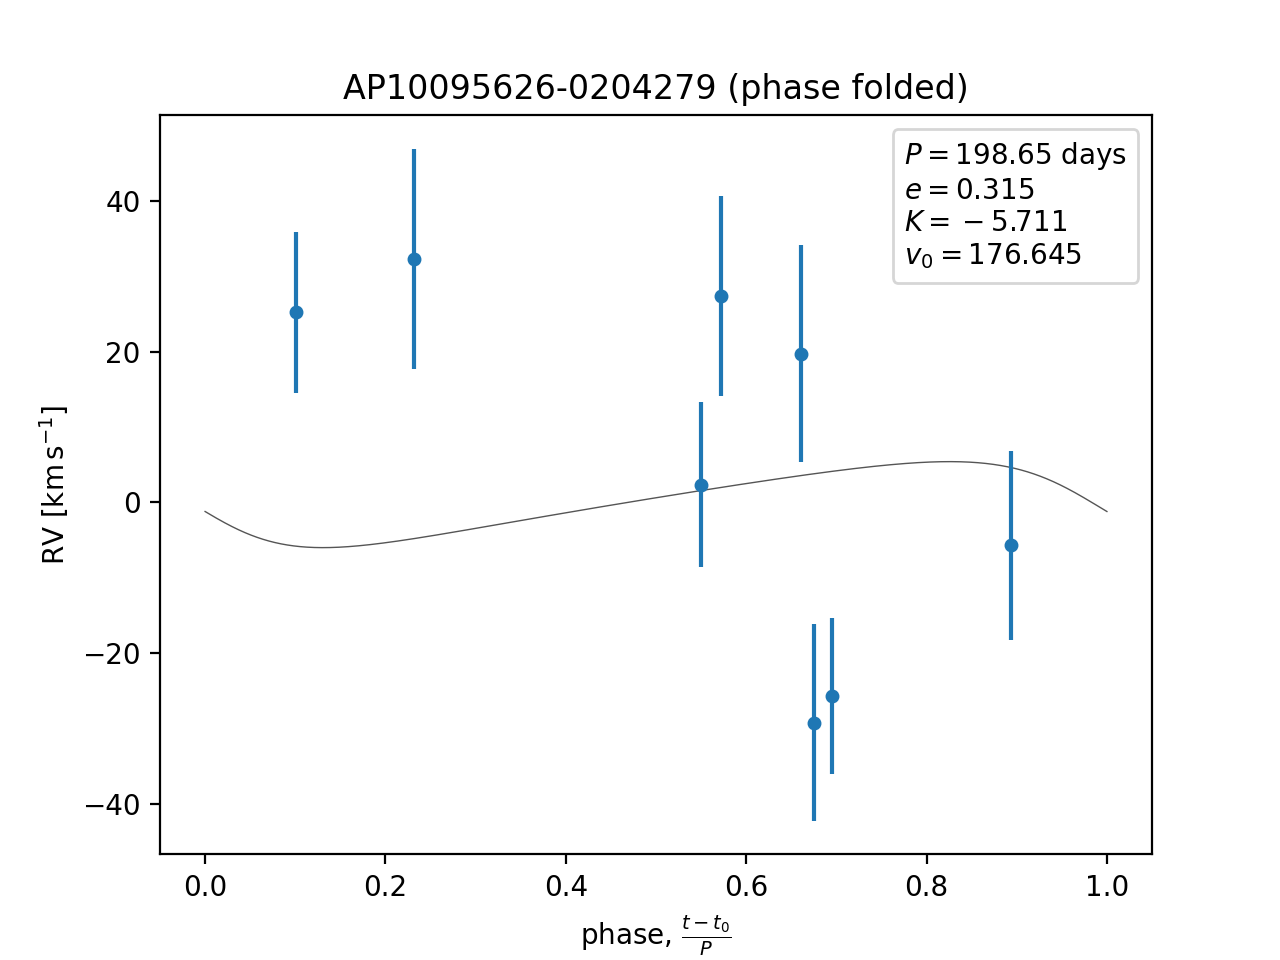 AP10095626-0204279 (phase folded)
P = 198.65 days
e = 0.315
K = −5.711
v₀ = 176.645
40
20
0
−20
−40
RV [km s⁻¹]
0.0 0.2 0.4 0.6 0.8 1.0
phase, (t − t₀)/P